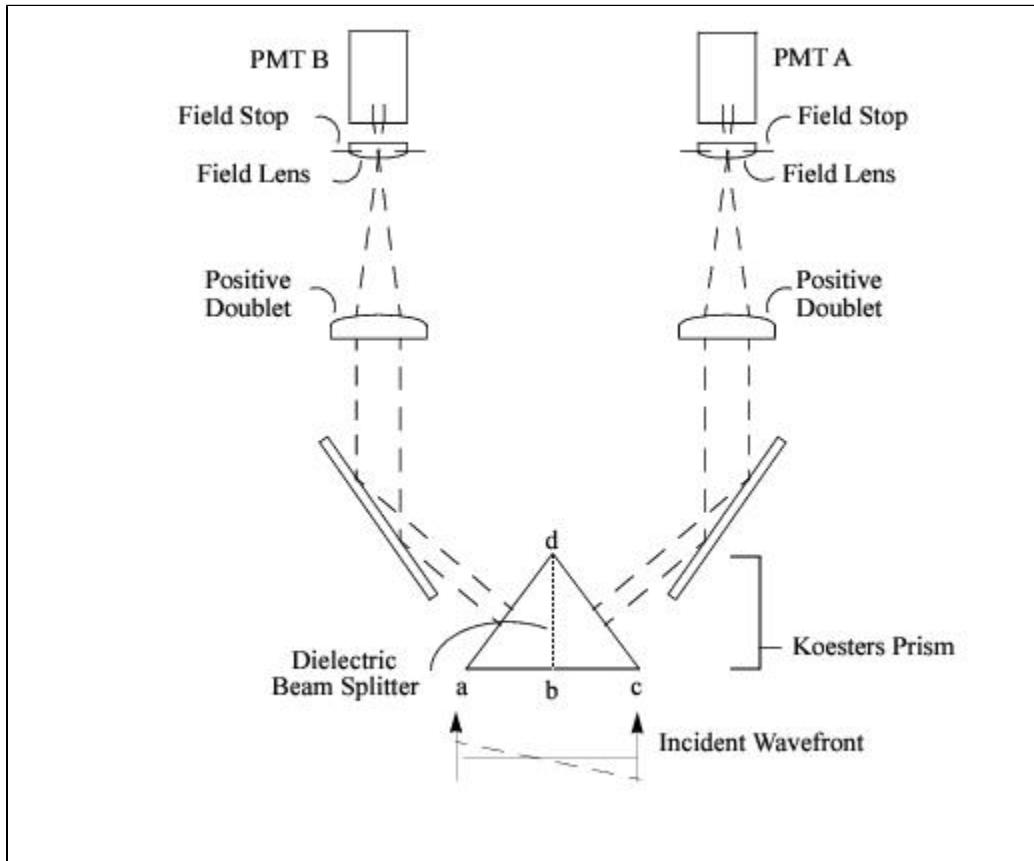 PMT B
PMT A
Field Stop
Field Stop
Field Lens
Field Lens
Positive
Doublet
Positive
Doublet
d
Dielectric
Beam Splitter
Koesters Prism
a
b
c
Incident Wavefront